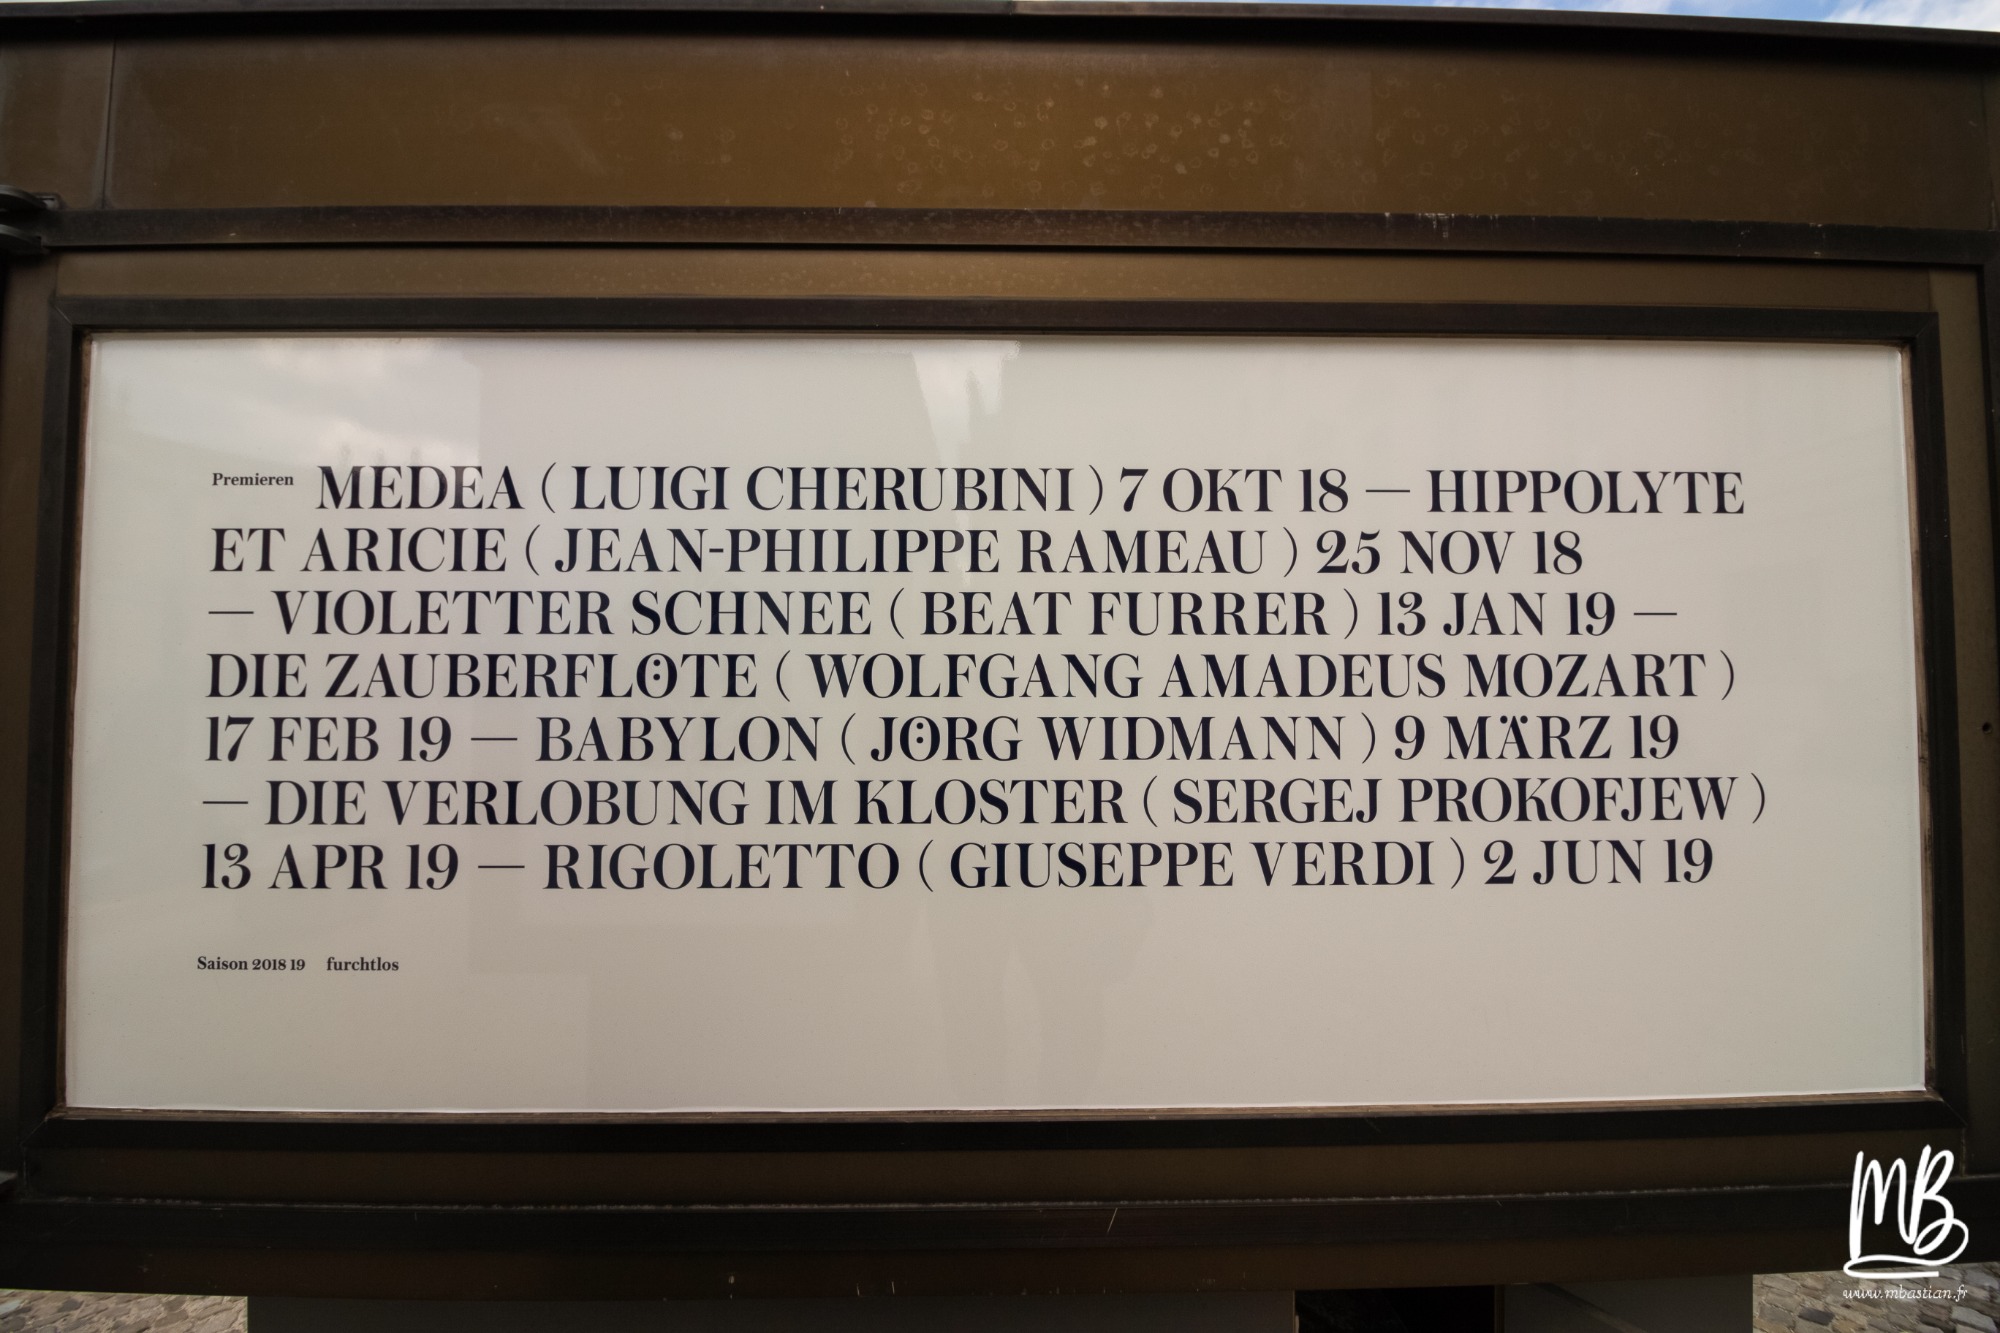 Premieren MEDEA ( LUIGI CHERUBINI ) 7 OKT 18 — HIPPOLYTE
ET ARICIE ( JEAN-PHILIPPE RAMEAU ) 25 NOV 18
— VIOLETTER SCHNEE ( BEAT FURRER ) 13 JAN 19 —
DIE ZAUBERFLÖTE ( WOLFGANG AMADEUS MOZART )
17 FEB 19 — BABYLON ( JÖRG WIDMANN ) 9 MÄRZ 19
— DIE VERLOBUNG IM KLOSTER ( SERGEJ PROKOFJEW )
13 APR 19 — RIGOLETTO ( GIUSEPPE VERDI ) 2 JUN 19
Saison 2018 19 furchtlos
MB
www.mbastian.fr